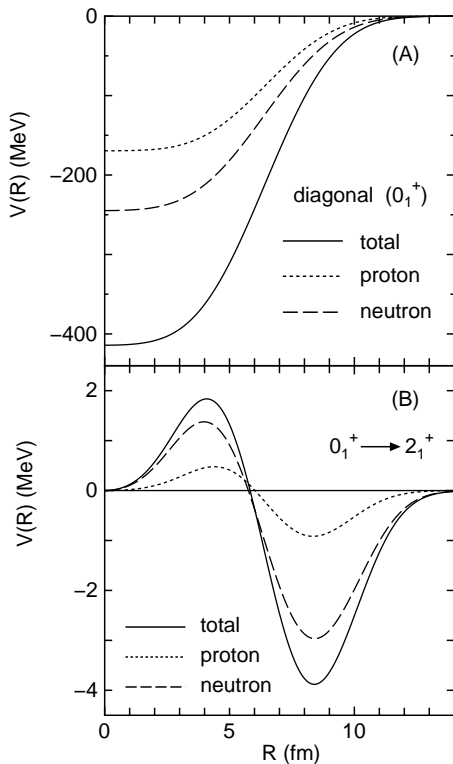 0
(A)
V(R) (MeV)
−200
diagonal (0₁⁺)
total
proton
neutron
−400
2
(B)
0₁⁺ → 2₁⁺
V(R) (MeV)
0
−2
total
proton
neutron
−4
0 5 10
R (fm)